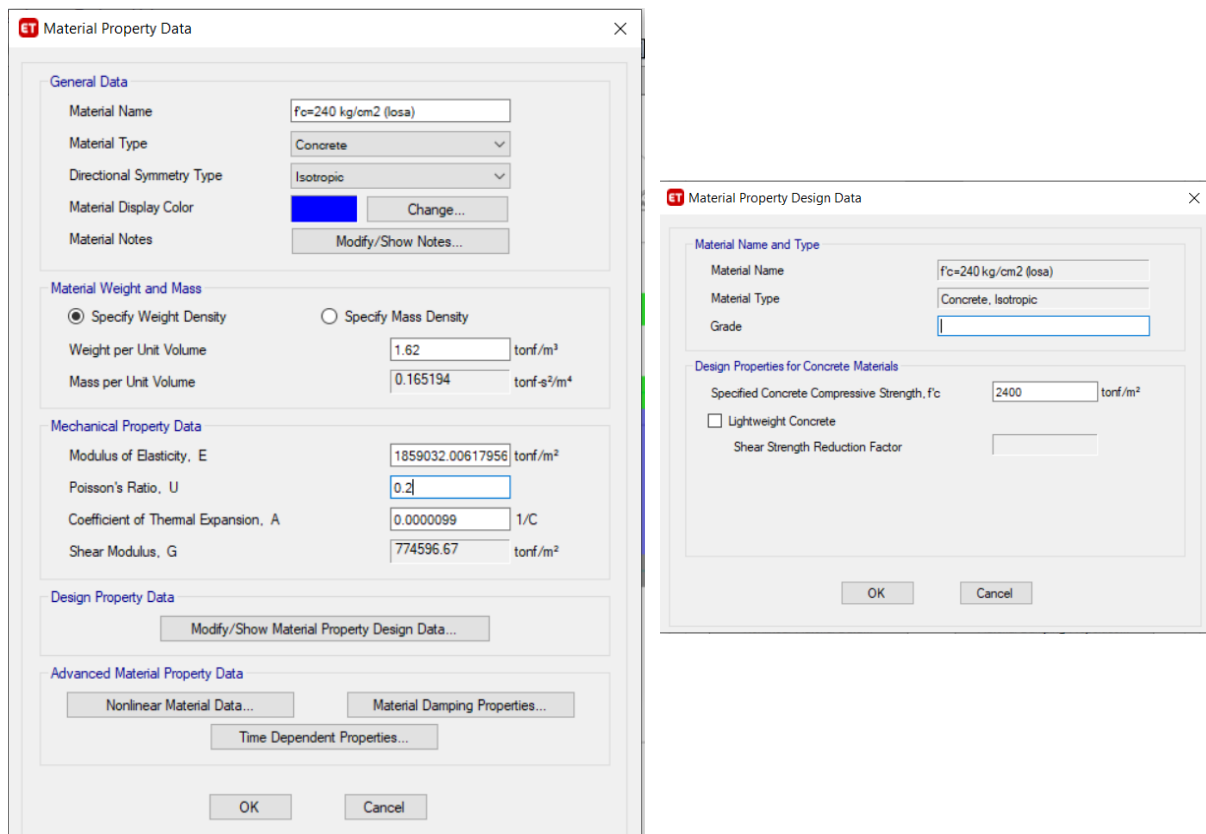 ET Material Property Data
General Data
Material Name f'c=240 kg/cm2 (losa)
Material Type Concrete
Directional Symmetry Type Isotropic
Material Display Color Change...
Material Notes Modify/Show Notes...
Material Weight and Mass
Specify Weight Density Specify Mass Density
Weight per Unit Volume 1.62 tonf/m³
Mass per Unit Volume 0.165194 tonf-s²/m⁴
Mechanical Property Data
Modulus of Elasticity, E 1859032.00617956 tonf/m²
Poisson's Ratio, U 0.2
Coefficient of Thermal Expansion, A 0.0000099 1/C
Shear Modulus, G 774596.67 tonf/m²
Design Property Data
Modify/Show Material Property Design Data...
Advanced Material Property Data
Nonlinear Material Data... Material Damping Properties...
Time Dependent Properties...
OK Cancel
ET Material Property Design Data
Material Name and Type
Material Name f'c=240 kg/cm2 (losa)
Material Type Concrete, Isotropic
Grade
Design Properties for Concrete Materials
Specified Concrete Compressive Strength, f'c 2400 tonf/m²
Lightweight Concrete
Shear Strength Reduction Factor
OK Cancel